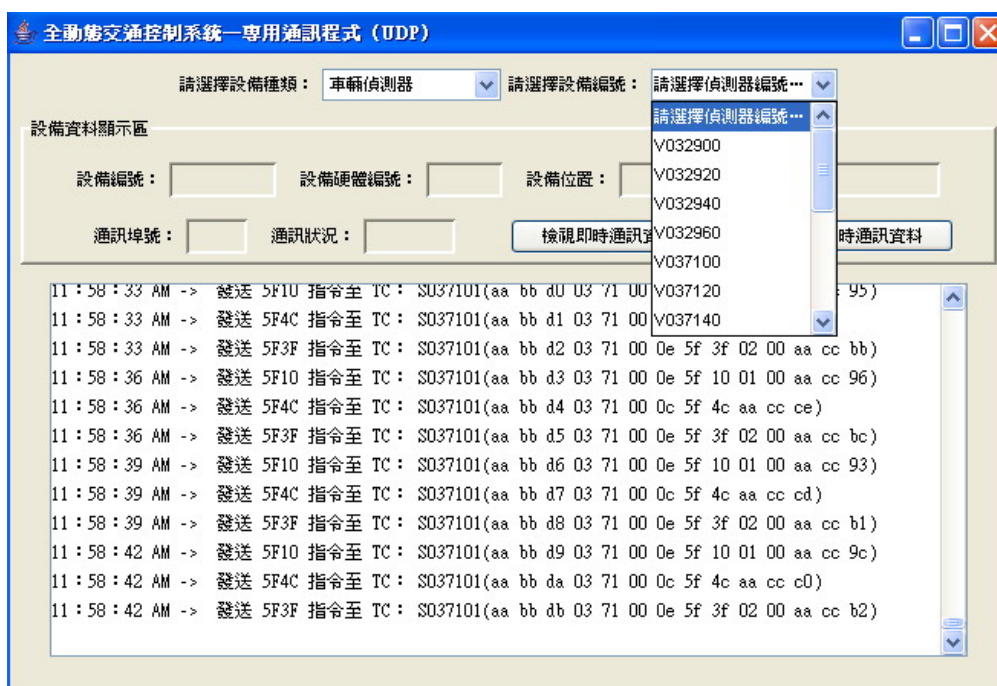 全動態交通控制系統—專用通訊程式 (UDP)
請選擇設備種類： 車輛偵測器 請選擇設備編號： 請選擇偵測器編號…
請選擇偵測器編號…
V032900
V032920
V032940
V032960
V037100
V037120
V037140
設備資料顯示區
設備編號： 設備硬體編號： 設備位置：
通訊埠號： 通訊狀況： 檢視即時通訊 時通訊資料
11：58：33 AM -> 發送 5F10 指令至 TC： S037101(aa bb d0 03 71 00 95)
11：58：33 AM -> 發送 5F4C 指令至 TC： S037101(aa bb d1 03 71 00
11：58：33 AM -> 發送 5F3F 指令至 TC： S037101(aa bb d2 03 71 00 0e 5f 3f 02 00 aa cc bb)
11：58：36 AM -> 發送 5F10 指令至 TC： S037101(aa bb d3 03 71 00 0e 5f 10 01 00 aa cc 96)
11：58：36 AM -> 發送 5F4C 指令至 TC： S037101(aa bb d4 03 71 00 0c 5f 4c aa cc ce)
11：58：36 AM -> 發送 5F3F 指令至 TC： S037101(aa bb d5 03 71 00 0e 5f 3f 02 00 aa cc bc)
11：58：39 AM -> 發送 5F10 指令至 TC： S037101(aa bb d6 03 71 00 0e 5f 10 01 00 aa cc 93)
11：58：39 AM -> 發送 5F4C 指令至 TC： S037101(aa bb d7 03 71 00 0c 5f 4c aa cc cd)
11：58：39 AM -> 發送 5F3F 指令至 TC： S037101(aa bb d8 03 71 00 0e 5f 3f 02 00 aa cc b1)
11：58：42 AM -> 發送 5F10 指令至 TC： S037101(aa bb d9 03 71 00 0e 5f 10 01 00 aa cc 9c)
11：58：42 AM -> 發送 5F4C 指令至 TC： S037101(aa bb da 03 71 00 0c 5f 4c aa cc c0)
11：58：42 AM -> 發送 5F3F 指令至 TC： S037101(aa bb db 03 71 00 0e 5f 3f 02 00 aa cc b2)